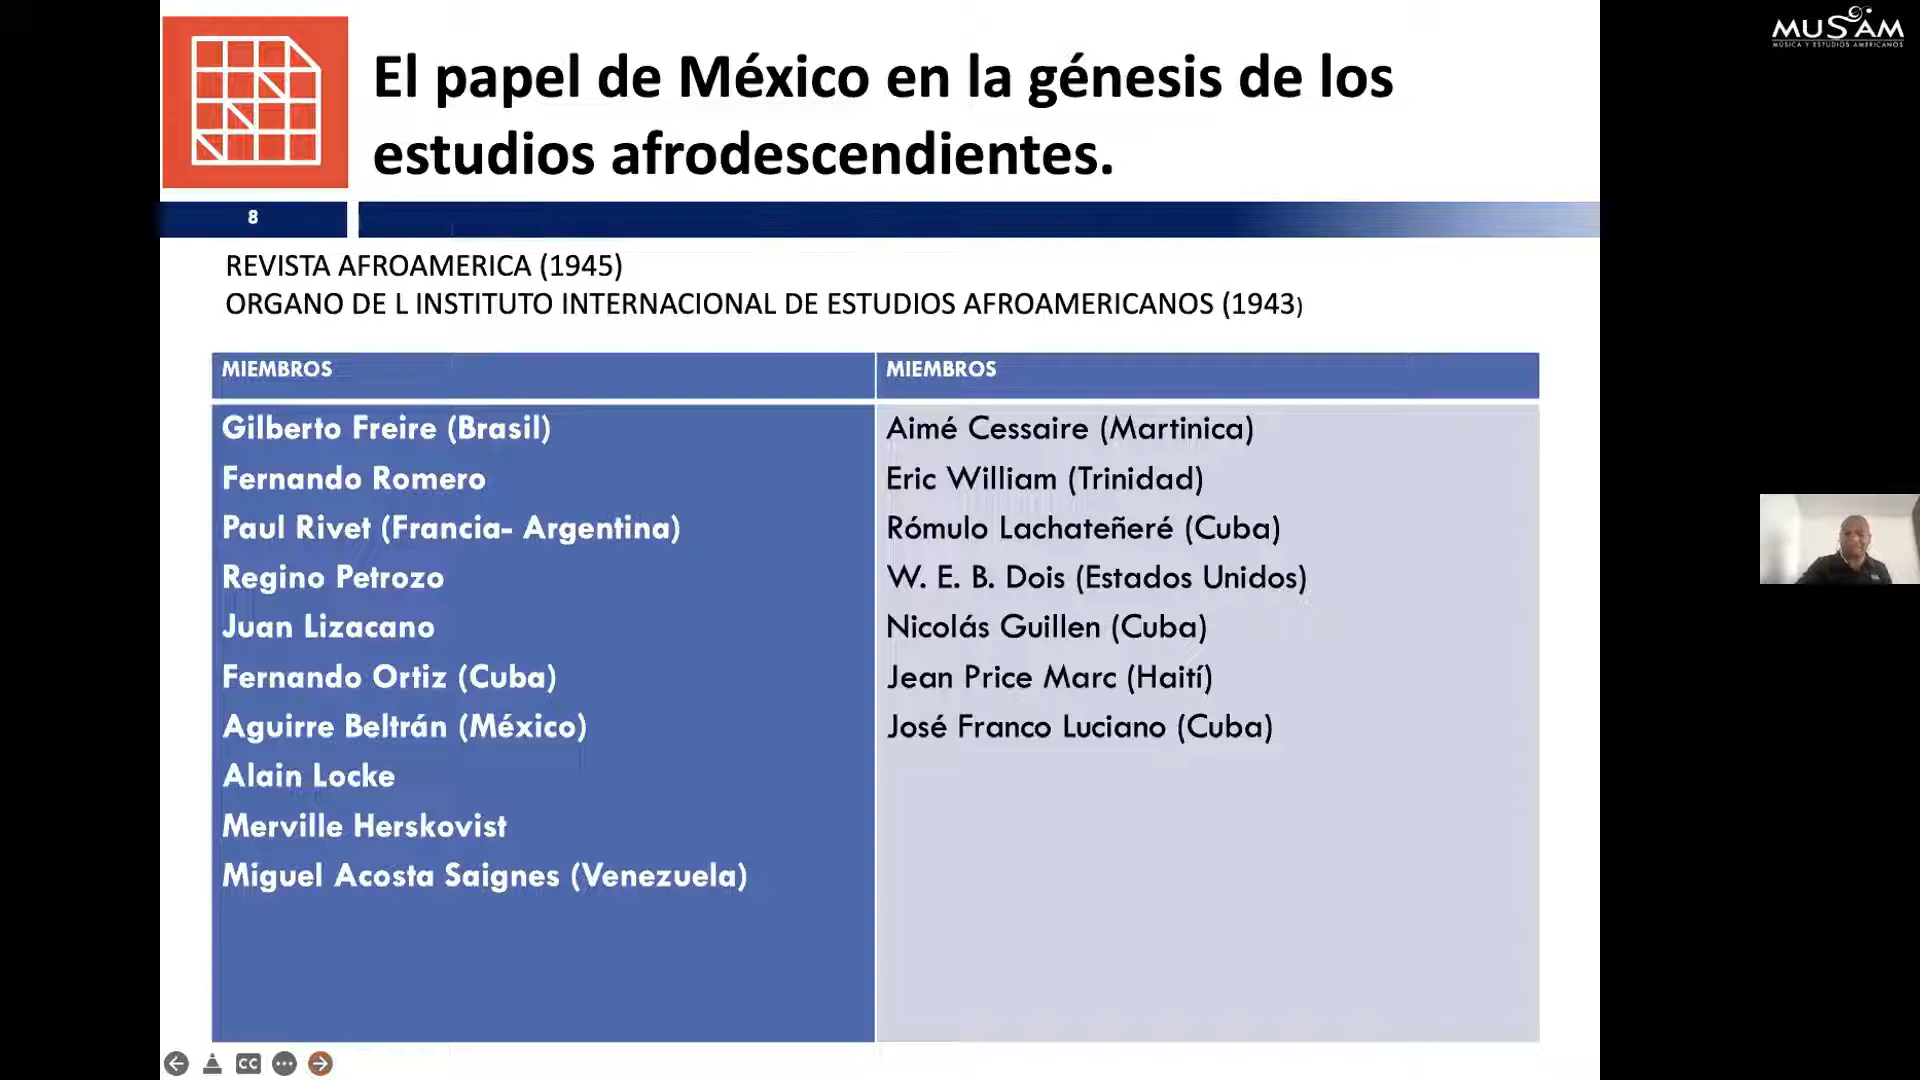 MUSAM
MÚSICA Y ESTUDIOS AMERICANOS
El papel de México en la génesis de los
estudios afrodescendientes.
8
REVISTA AFROAMERICA (1945)
ORGANO DE L INSTITUTO INTERNACIONAL DE ESTUDIOS AFROAMERICANOS (1943)
MIEMBROS
Gilberto Freire (Brasil)
Fernando Romero
Paul Rivet (Francia- Argentina)
Regino Petrozo
Juan Lizacano
Fernando Ortiz (Cuba)
Aguirre Beltrán (México)
Alain Locke
Merville Herskovist
Miguel Acosta Saignes (Venezuela)
MIEMBROS
Aimé Cessaire (Martinica)
Eric William (Trinidad)
Rómulo Lachateñeré (Cuba)
W. E. B. Dois (Estados Unidos)
Nicolás Guillen (Cuba)
Jean Price Marc (Haití)
José Franco Luciano (Cuba)
CC